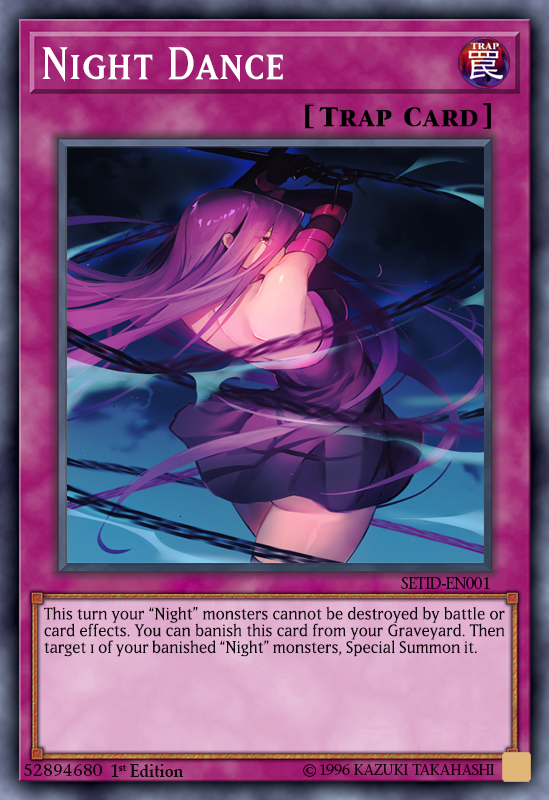 Night Dance
TRAP
罠
[Trap Card]
SETID-EN001
This turn your “Night” monsters cannot be destroyed by battle or
card effects. You can banish this card from your Graveyard. Then
target 1 of your banished “Night” monsters, Special Summon it.
52894680 1st Edition © 1996 KAZUKI TAKAHASHI